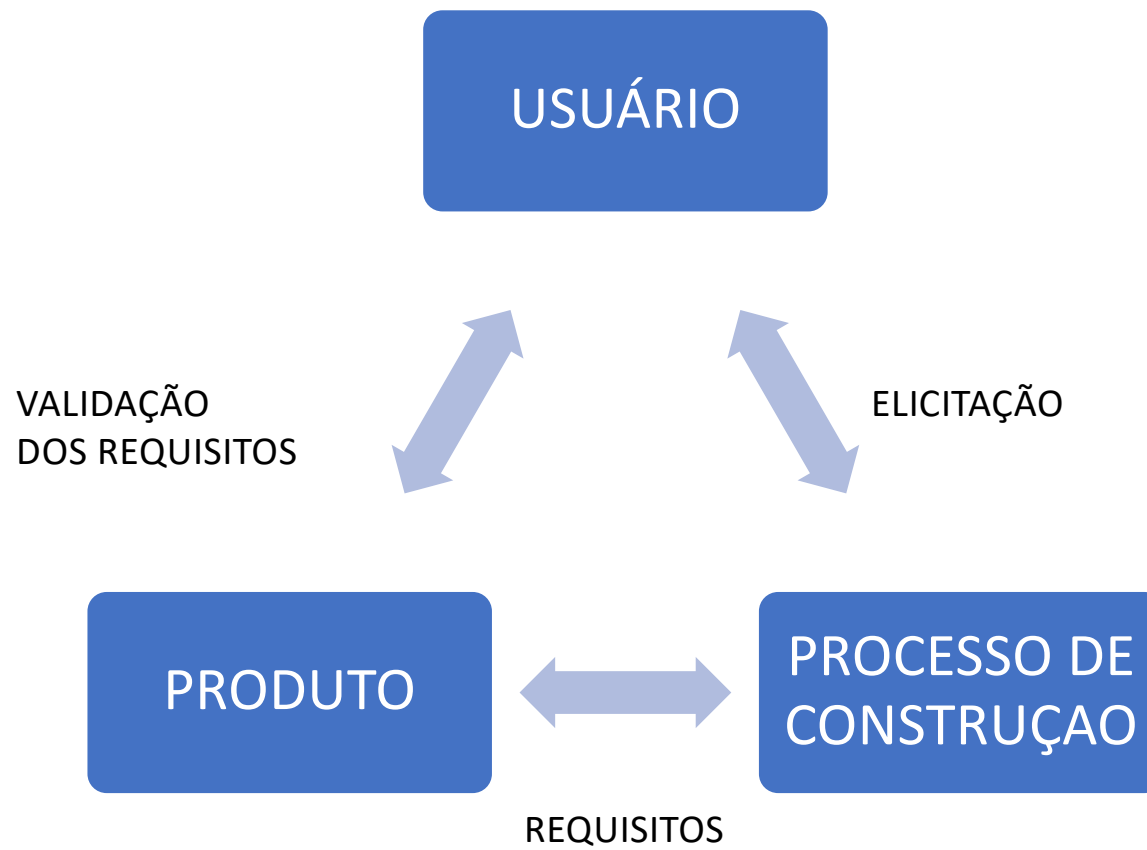 USUÁRIO
VALIDAÇÃO
DOS REQUISITOS
ELICITAÇÃO
PRODUTO
PROCESSO DE
CONSTRUÇAO
REQUISITOS